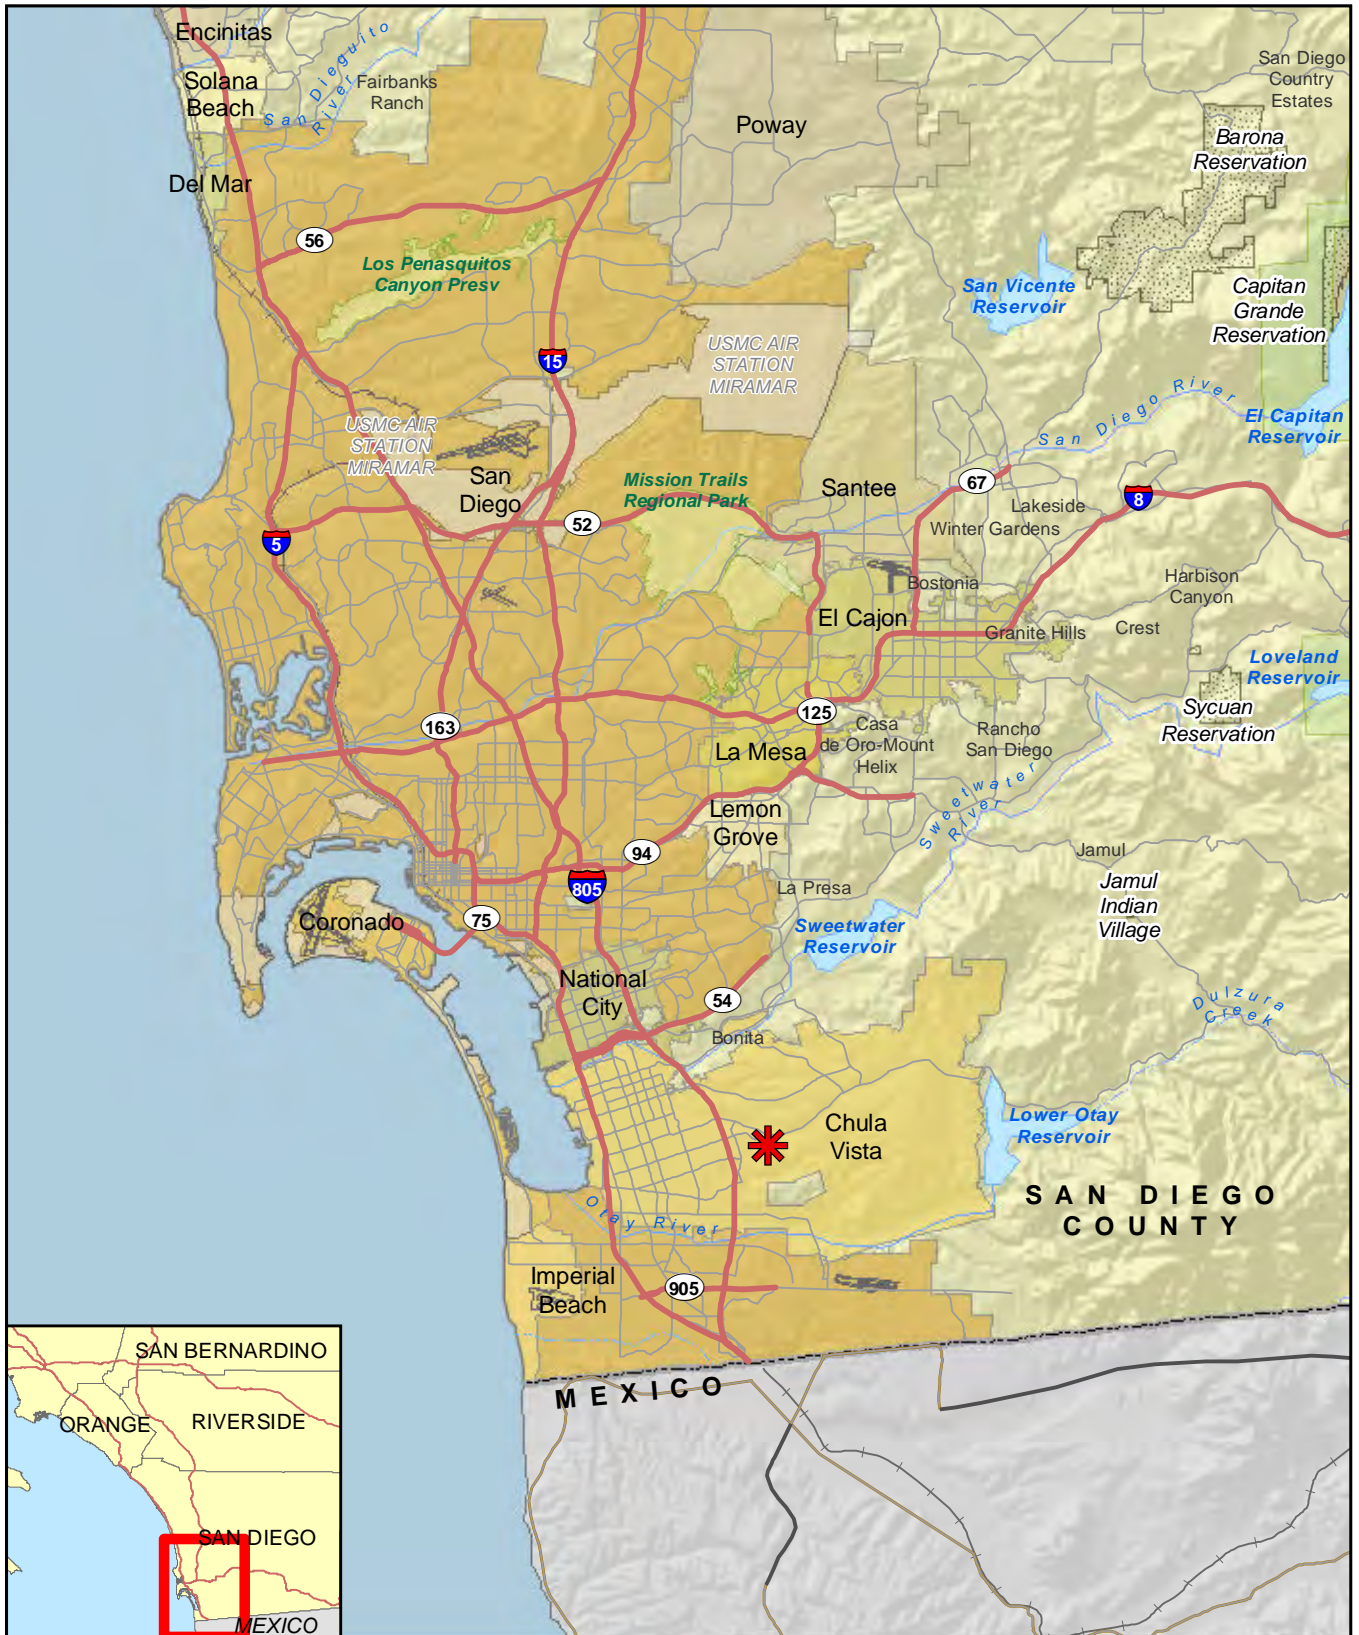 Encinitas
Solana
Beach
San Dieguito
River
Fairbanks
Ranch
Del Mar
Poway
San Diego
Country
Estates
Barona
Reservation
56
Los Penasquitos
Canyon Presv
San Vicente
Reservoir
Capitan
Grande
Reservation
15
USMC AIR
STATION
MIRAMAR
USMC AIR
STATION
MIRAMAR
San Diego River
El Capitan
Reservoir
San
Diego
Mission Trails
Regional Park
Santee
67
8
Lakeside
Winter Gardens
5
52
Bostonia
Harbison
Canyon
El Cajon
Granite Hills
Crest
Loveland
Reservoir
125
163
Casa
de Oro-Mount
Helix
Rancho
San Diego
Sycuan
Reservation
La Mesa
Sweetwater
River
Lemon
Grove
94
Jamul
805
La Presa
Jamul
Indian
Village
Coronado
75
Sweetwater
Reservoir
National
City
54
Dulzura
Creek
Bonita
Chula
Vista
Lower Otay
Reservoir
SAN DIEGO
COUNTY
Otay River
Imperial
Beach
905
MEXICO
SAN BERNARDINO
ORANGE
RIVERSIDE
SAN DIEGO
MEXICO